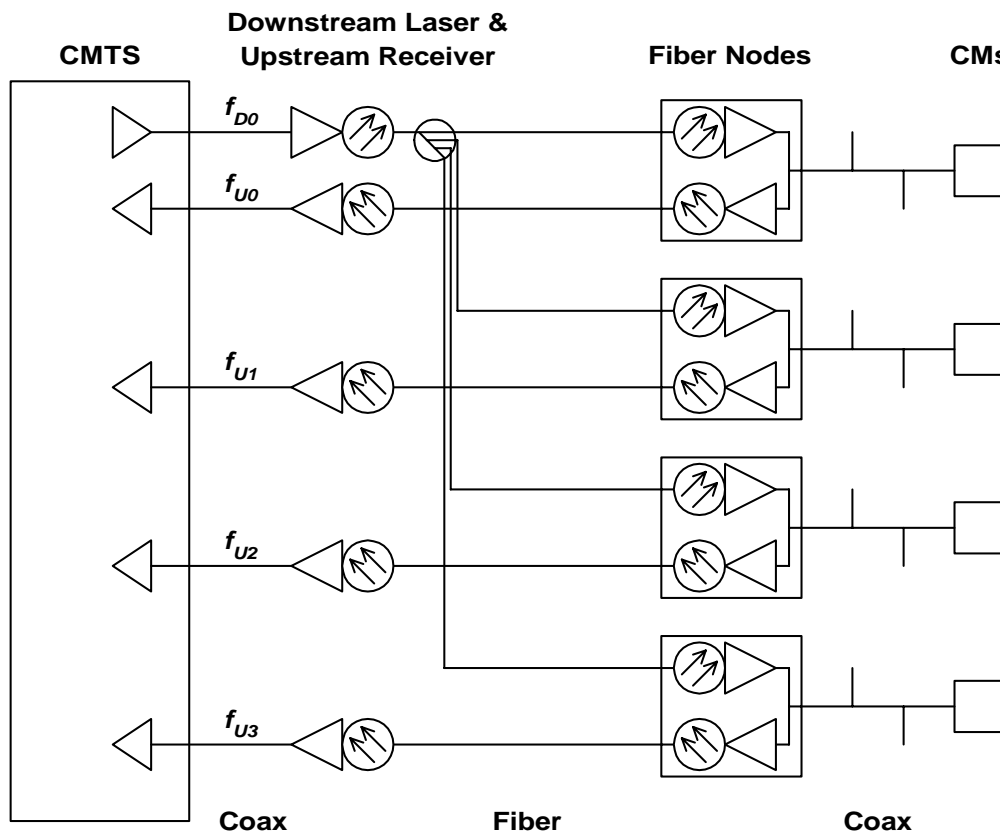 Downstream Laser &
CMTS Upstream Receiver Fiber Nodes CMs
f_D0
f_U0
f_U1
f_U2
f_U3
Coax Fiber Coax